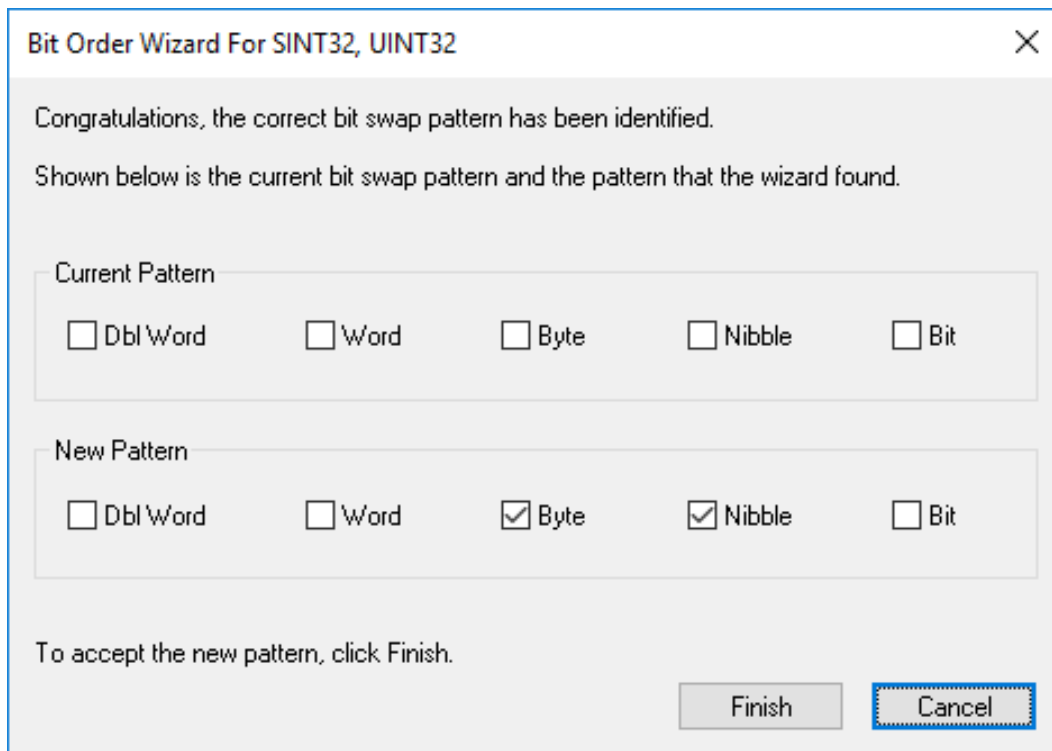 Bit Order Wizard For SINT32, UINT32
Congratulations, the correct bit swap pattern has been identified.
Shown below is the current bit swap pattern and the pattern that the wizard found.
Current Pattern
Dbl Word Word Byte Nibble Bit
New Pattern
Dbl Word Word Byte Nibble Bit
To accept the new pattern, click Finish.
Finish Cancel